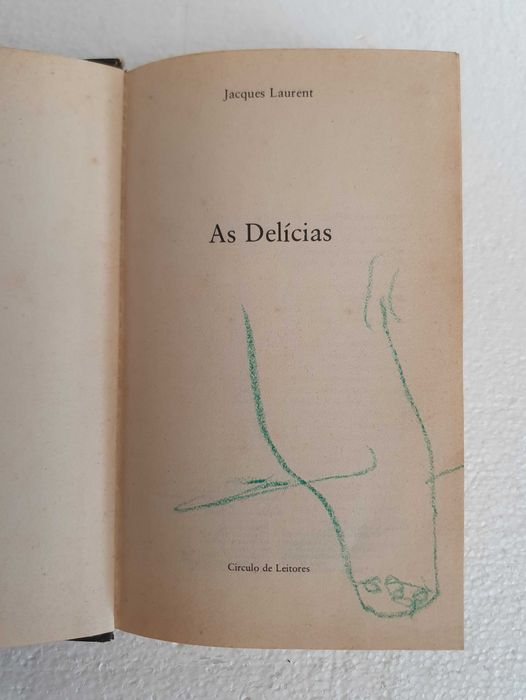 Jacques Laurent
As Delícias
Círculo de Leitores